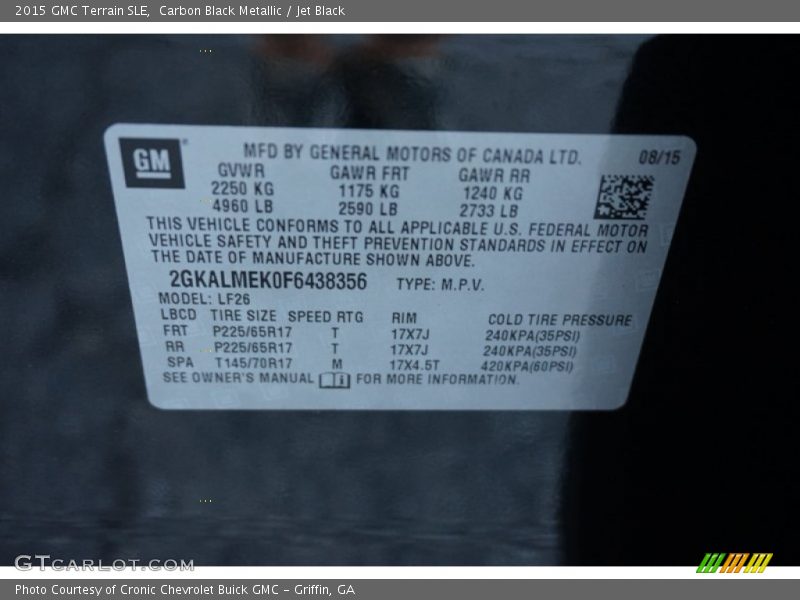 2015 GMC Terrain SLE, Carbon Black Metallic / Jet Black
GM
MFD BY GENERAL MOTORS OF CANADA LTD. 08/15
GVWR GAWR FRT GAWR RR
2250 KG 1175 KG 1240 KG
4960 LB 2590 LB 2733 LB
THIS VEHICLE CONFORMS TO ALL APPLICABLE U.S. FEDERAL MOTOR
VEHICLE SAFETY AND THEFT PREVENTION STANDARDS IN EFFECT ON
THE DATE OF MANUFACTURE SHOWN ABOVE.
2GKALMEK0F6438356 TYPE: M.P.V.
MODEL: LF26
LBCD TIRE SIZE SPEED RTG RIM COLD TIRE PRESSURE
FRT P225/65R17 T 17X7J 240KPA(35PSI)
RR P225/65R17 T 17X7J 240KPA(35PSI)
SPA T145/70R17 M 17X4.5T 420KPA(60PSI)
SEE OWNER'S MANUAL i FOR MORE INFORMATION.
GTCARLOT.COM
Photo Courtesy of Cronic Chevrolet Buick GMC - Griffin, GA